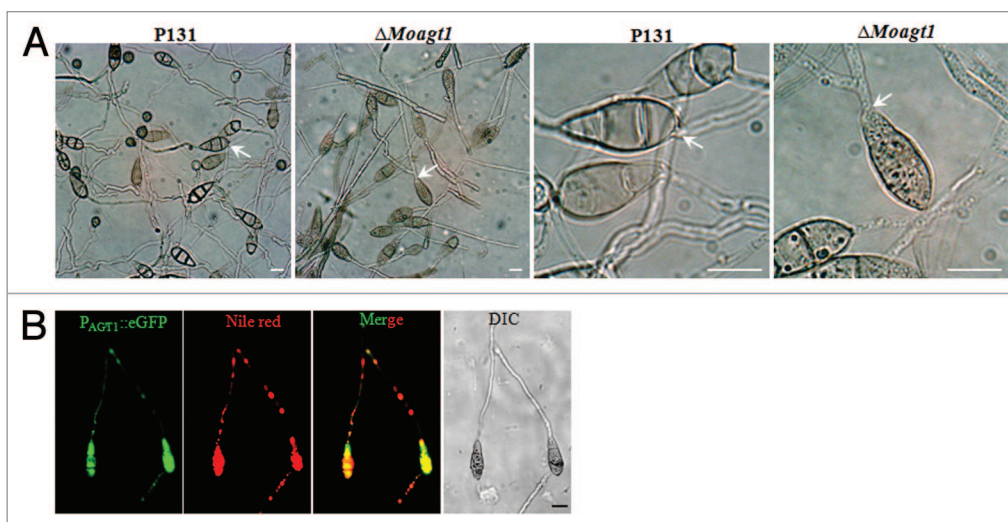 A
P131
ΔMoagt1
P131
ΔMoagt1
B
PAGT1::eGFP
Nile red
Merge
DIC